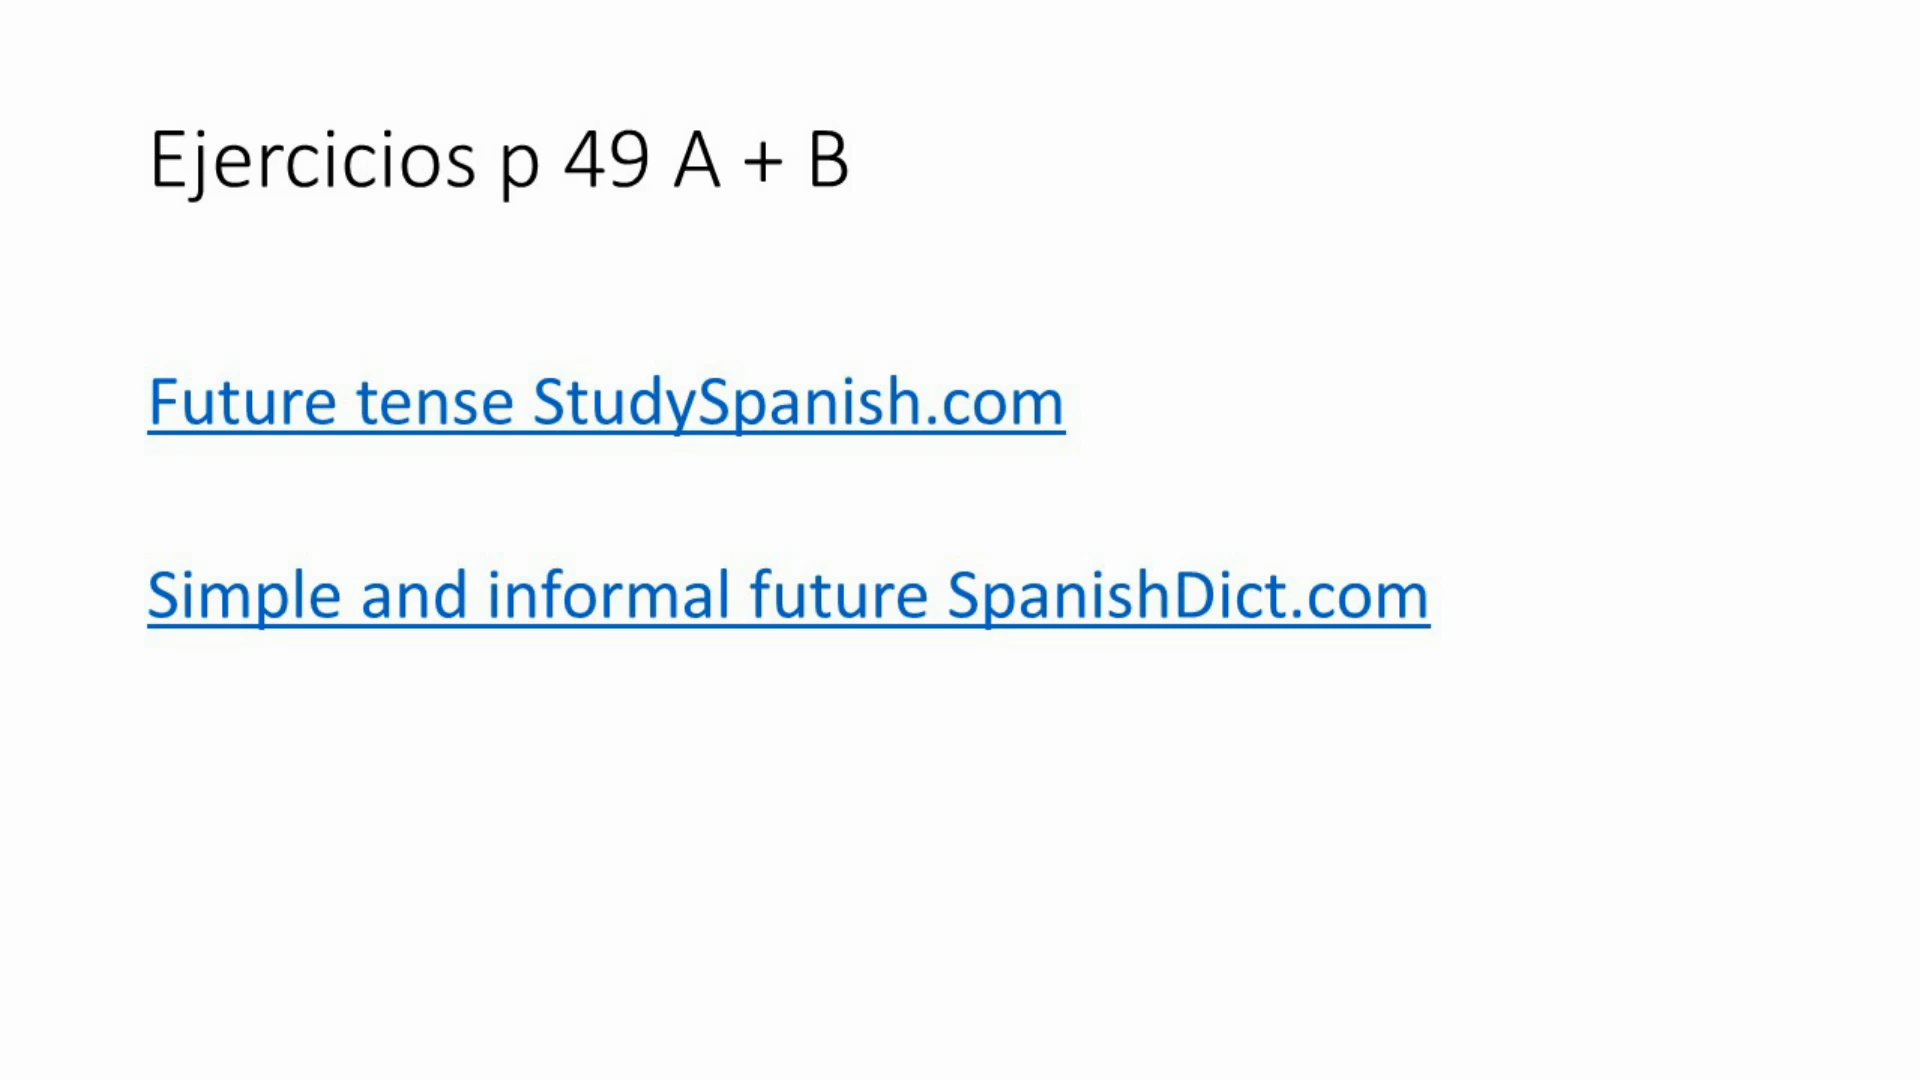 Ejercicios p 49 A + B
Future tense StudySpanish.com
Simple and informal future SpanishDict.com